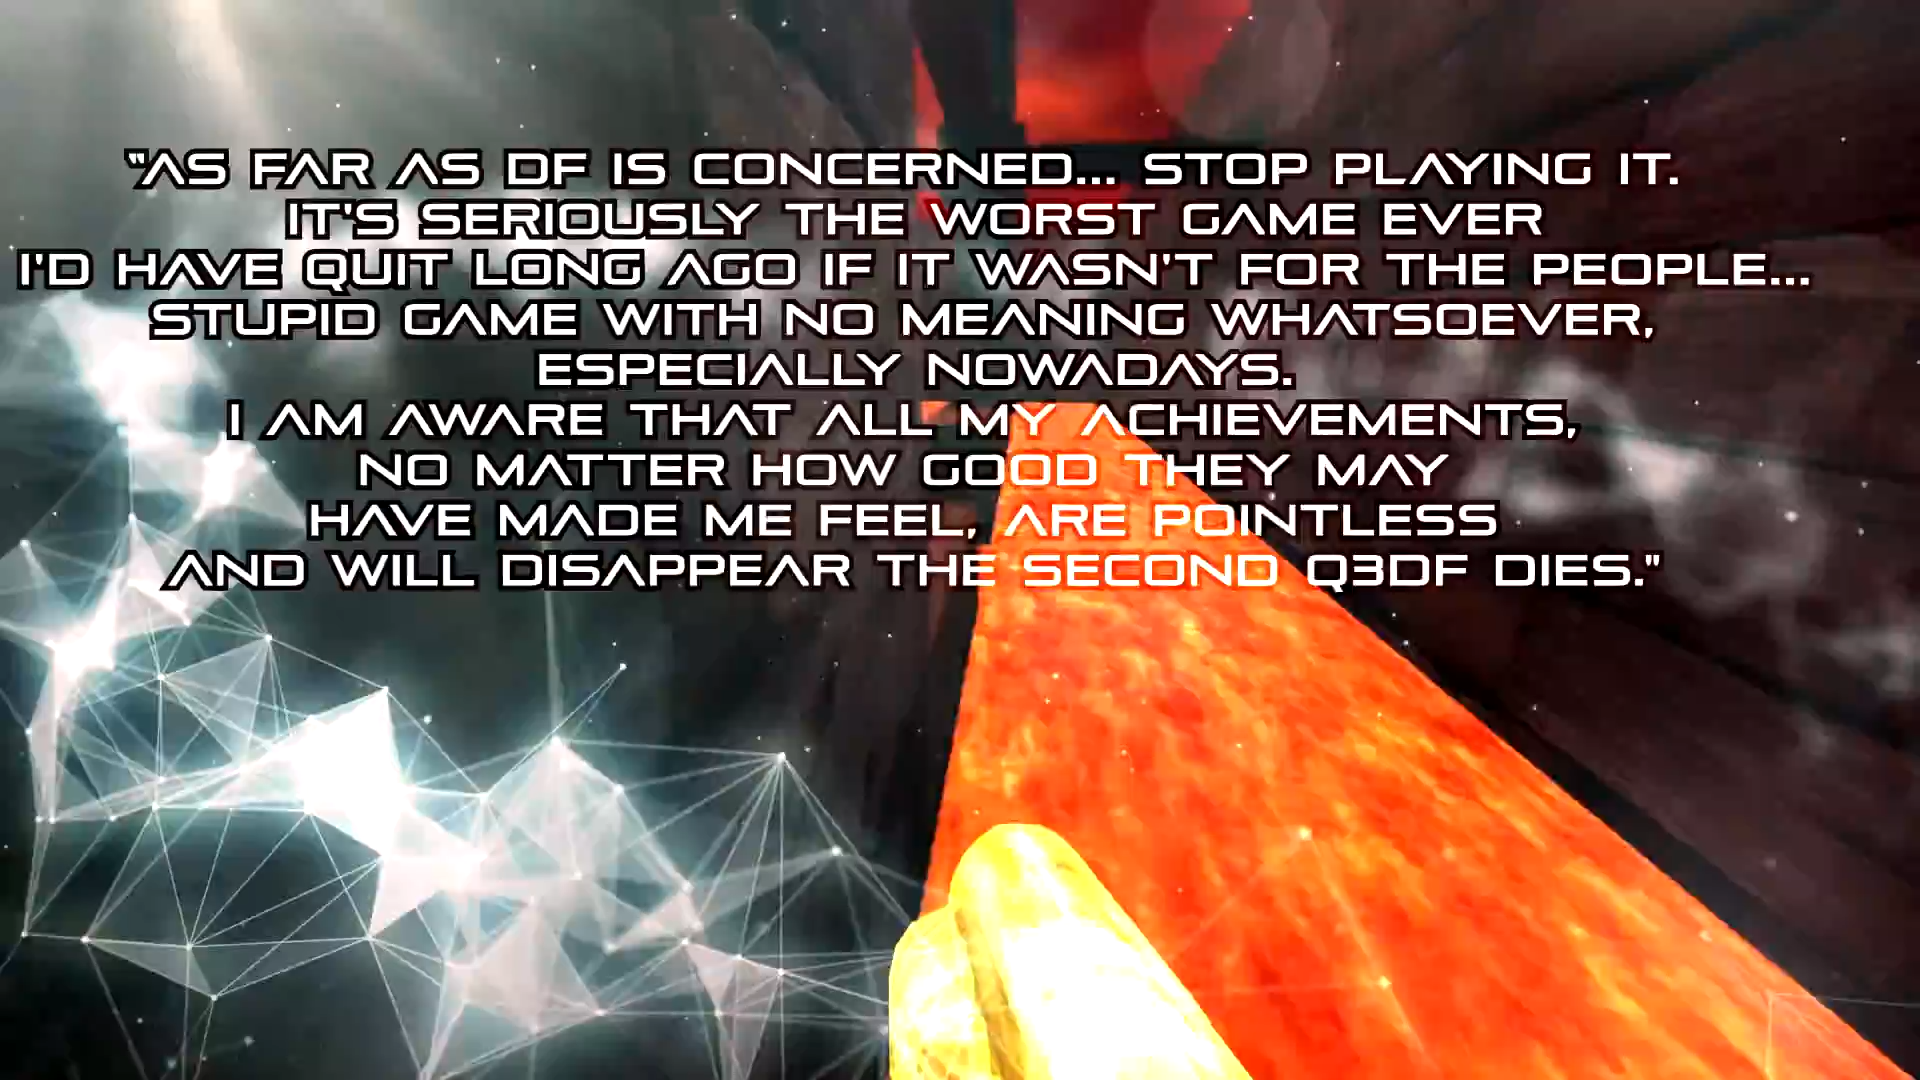 "AS FAR AS DF IS CONCERNED... STOP PLAYING IT.
IT'S SERIOUSLY THE WORST GAME EVER
I'D HAVE QUIT LONG AGO IF IT WASN'T FOR THE PEOPLE...
STUPID GAME WITH NO MEANING WHATSOEVER,
ESPECIALLY NOWADAYS.
I AM AWARE THAT ALL MY ACHIEVEMENTS,
NO MATTER HOW GOOD THEY MAY
HAVE MADE ME FEEL, ARE POINTLESS
AND WILL DISAPPEAR THE SECOND Q3DF DIES."